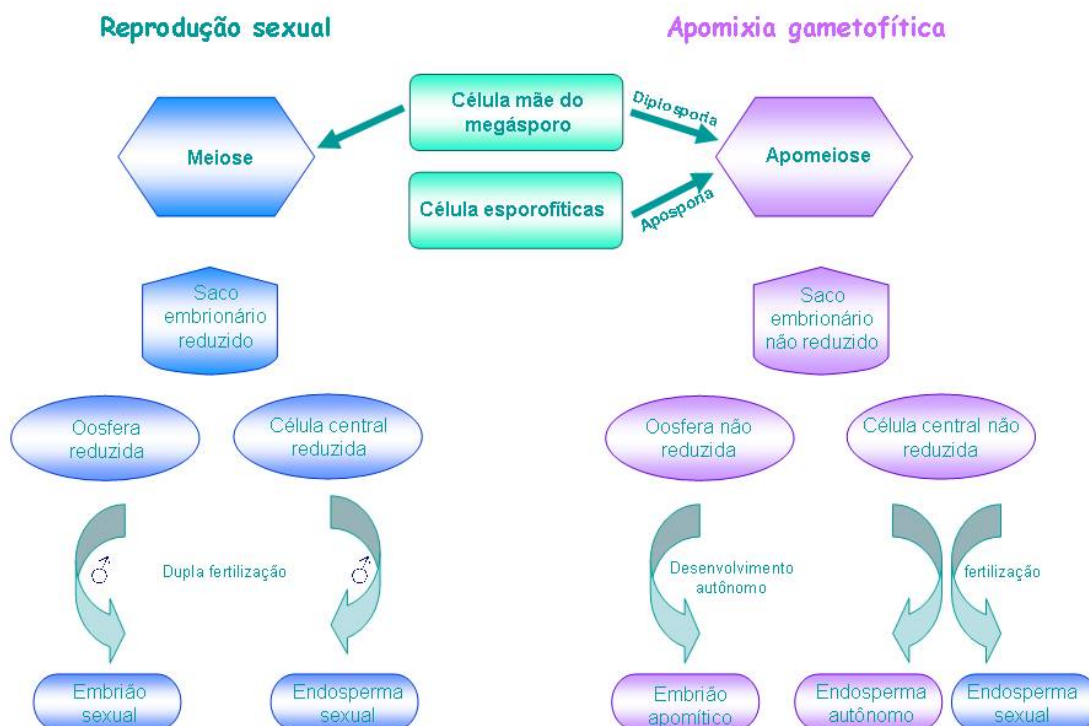 Reprodução sexual
Apomixia gametofítica
Célula mãe do
megásporo
Diplosporia
Meiose
Apomeiose
Célula esporofíticas
Aposporia
Saco
embrionário
reduzido
Saco
embrionário
não reduzido
Oosfera
reduzida
Célula central
reduzida
Oosfera não
reduzida
Célula central não
reduzida
Dupla fertilização
Desenvolvimento
autônomo
fertilização
Embrião
sexual
Endosperma
sexual
Embrião
apomítico
Endosperma
autônomo
Endosperma
sexual